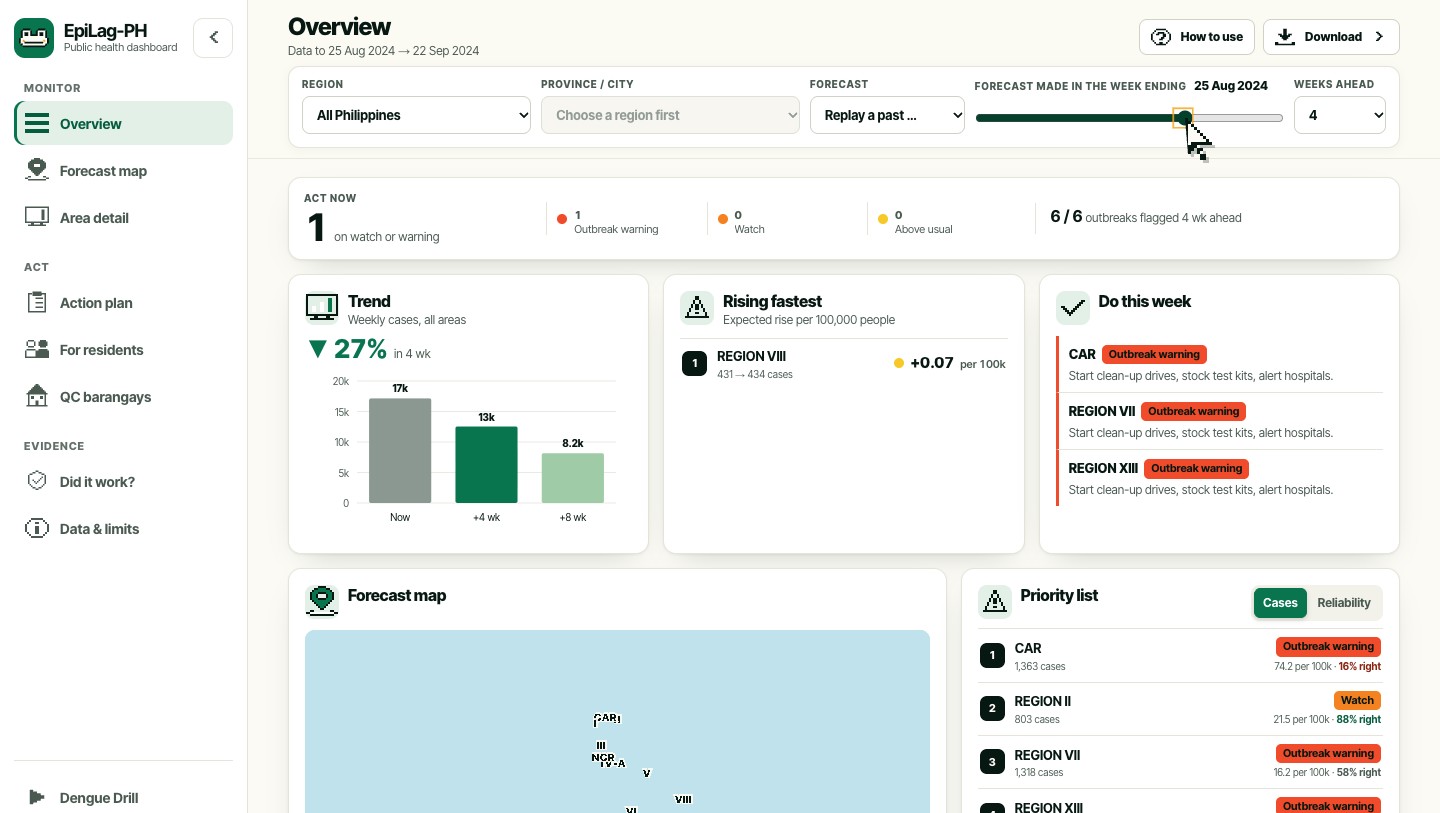 EpiLag-PH
Public health dashboard
MONITOR
Overview
Forecast map
Area detail
ACT
Action plan
For residents
QC barangays
EVIDENCE
Did it work?
Data & limits
Dengue Drill
Overview
Data to 25 Aug 2024 → 22 Sep 2024
How to use
Download
REGION
All Philippines
PROVINCE / CITY
Choose a region first
FORECAST
Replay a past ...
FORECAST MADE IN THE WEEK ENDING 25 Aug 2024
WEEKS AHEAD
4
ACT NOW
1 on watch or warning
1
Outbreak warning
0
Watch
0
Above usual
6 / 6 outbreaks flagged 4 wk ahead
Trend
Weekly cases, all areas
▼ 27% in 4 wk
20k
15k
10k
5k
0
17k
13k
8.2k
Now
+4 wk
+8 wk
Rising fastest
Expected rise per 100,000 people
1
REGION VIII
431 → 434 cases
+0.07 per 100k
Do this week
CAR Outbreak warning
Start clean-up drives, stock test kits, alert hospitals.
REGION VII Outbreak warning
Start clean-up drives, stock test kits, alert hospitals.
REGION XIII Outbreak warning
Start clean-up drives, stock test kits, alert hospitals.
Forecast map
CAR
III
NCR
IV-A
V
VIII
VI
Priority list
Cases
Reliability
1
CAR
1,363 cases
Outbreak warning
74.2 per 100k · 16% right
2
REGION II
803 cases
Watch
21.5 per 100k · 88% right
3
REGION VII
1,318 cases
Outbreak warning
16.2 per 100k · 58% right
REGION XIII
Outbreak warning